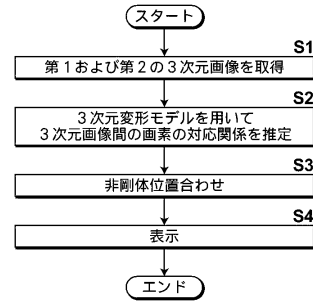 スタート
S1
第1および第2の3次元画像を取得
S2
3次元変形モデルを用いて
3次元画像間の画素の対応関係を推定
S3
非剛体位置合わせ
S4
表示
エンド